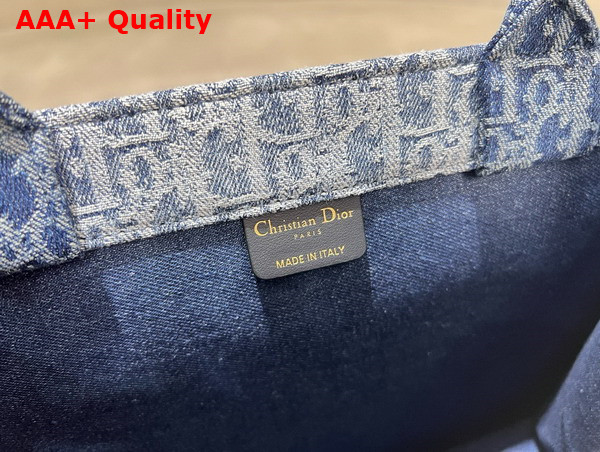 AAA+ Quality
Christian Dior
PARIS
MADE IN ITALY